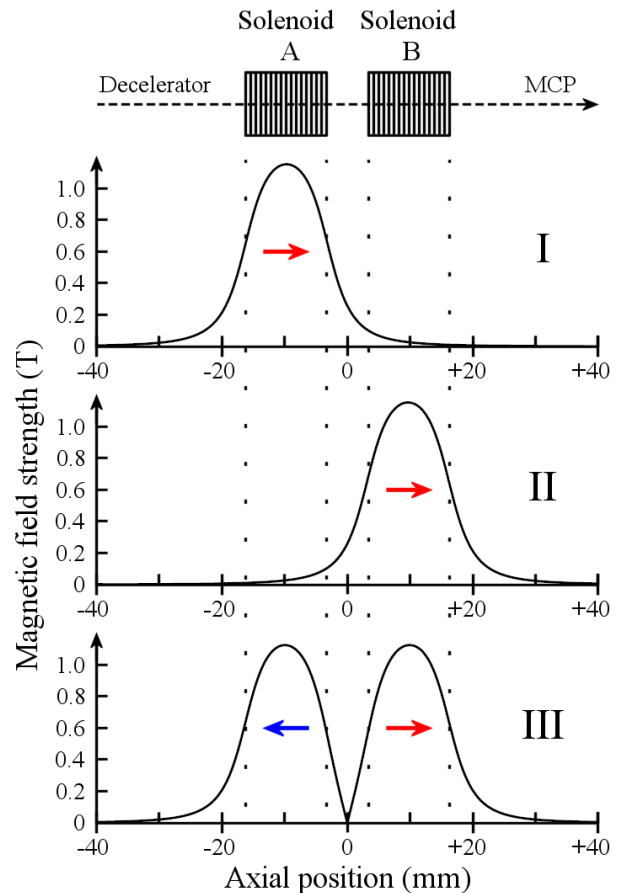 Solenoid Solenoid
A B
Decelerator MCP
Magnetic field strength (T)
1.0
0.8
0.6
0.4
0.2
0
-40 -20 0 +20 +40
I
1.0
0.8
0.6
0.4
0.2
0
-40 -20 0 +20 +40
II
1.0
0.8
0.6
0.4
0.2
0
-40 -20 0 +20 +40
III
Axial position (mm)